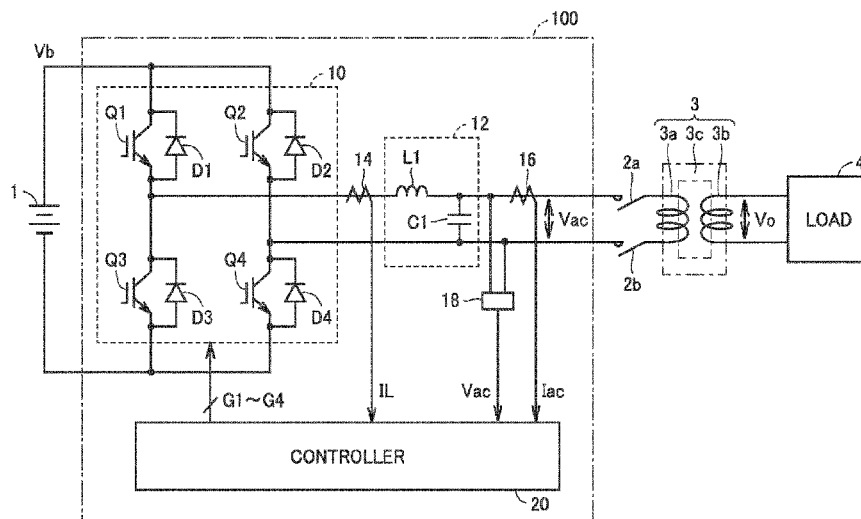 100
Vb
10
Q1
Q2
D1
D2
12
14
L1
16
C1
Vac
2a
2b
3
3a
3c
3b
4
1
Vo
LOAD
Q3
Q4
D3
D4
18
G1~G4
IL
Vac
Iac
CONTROLLER
20